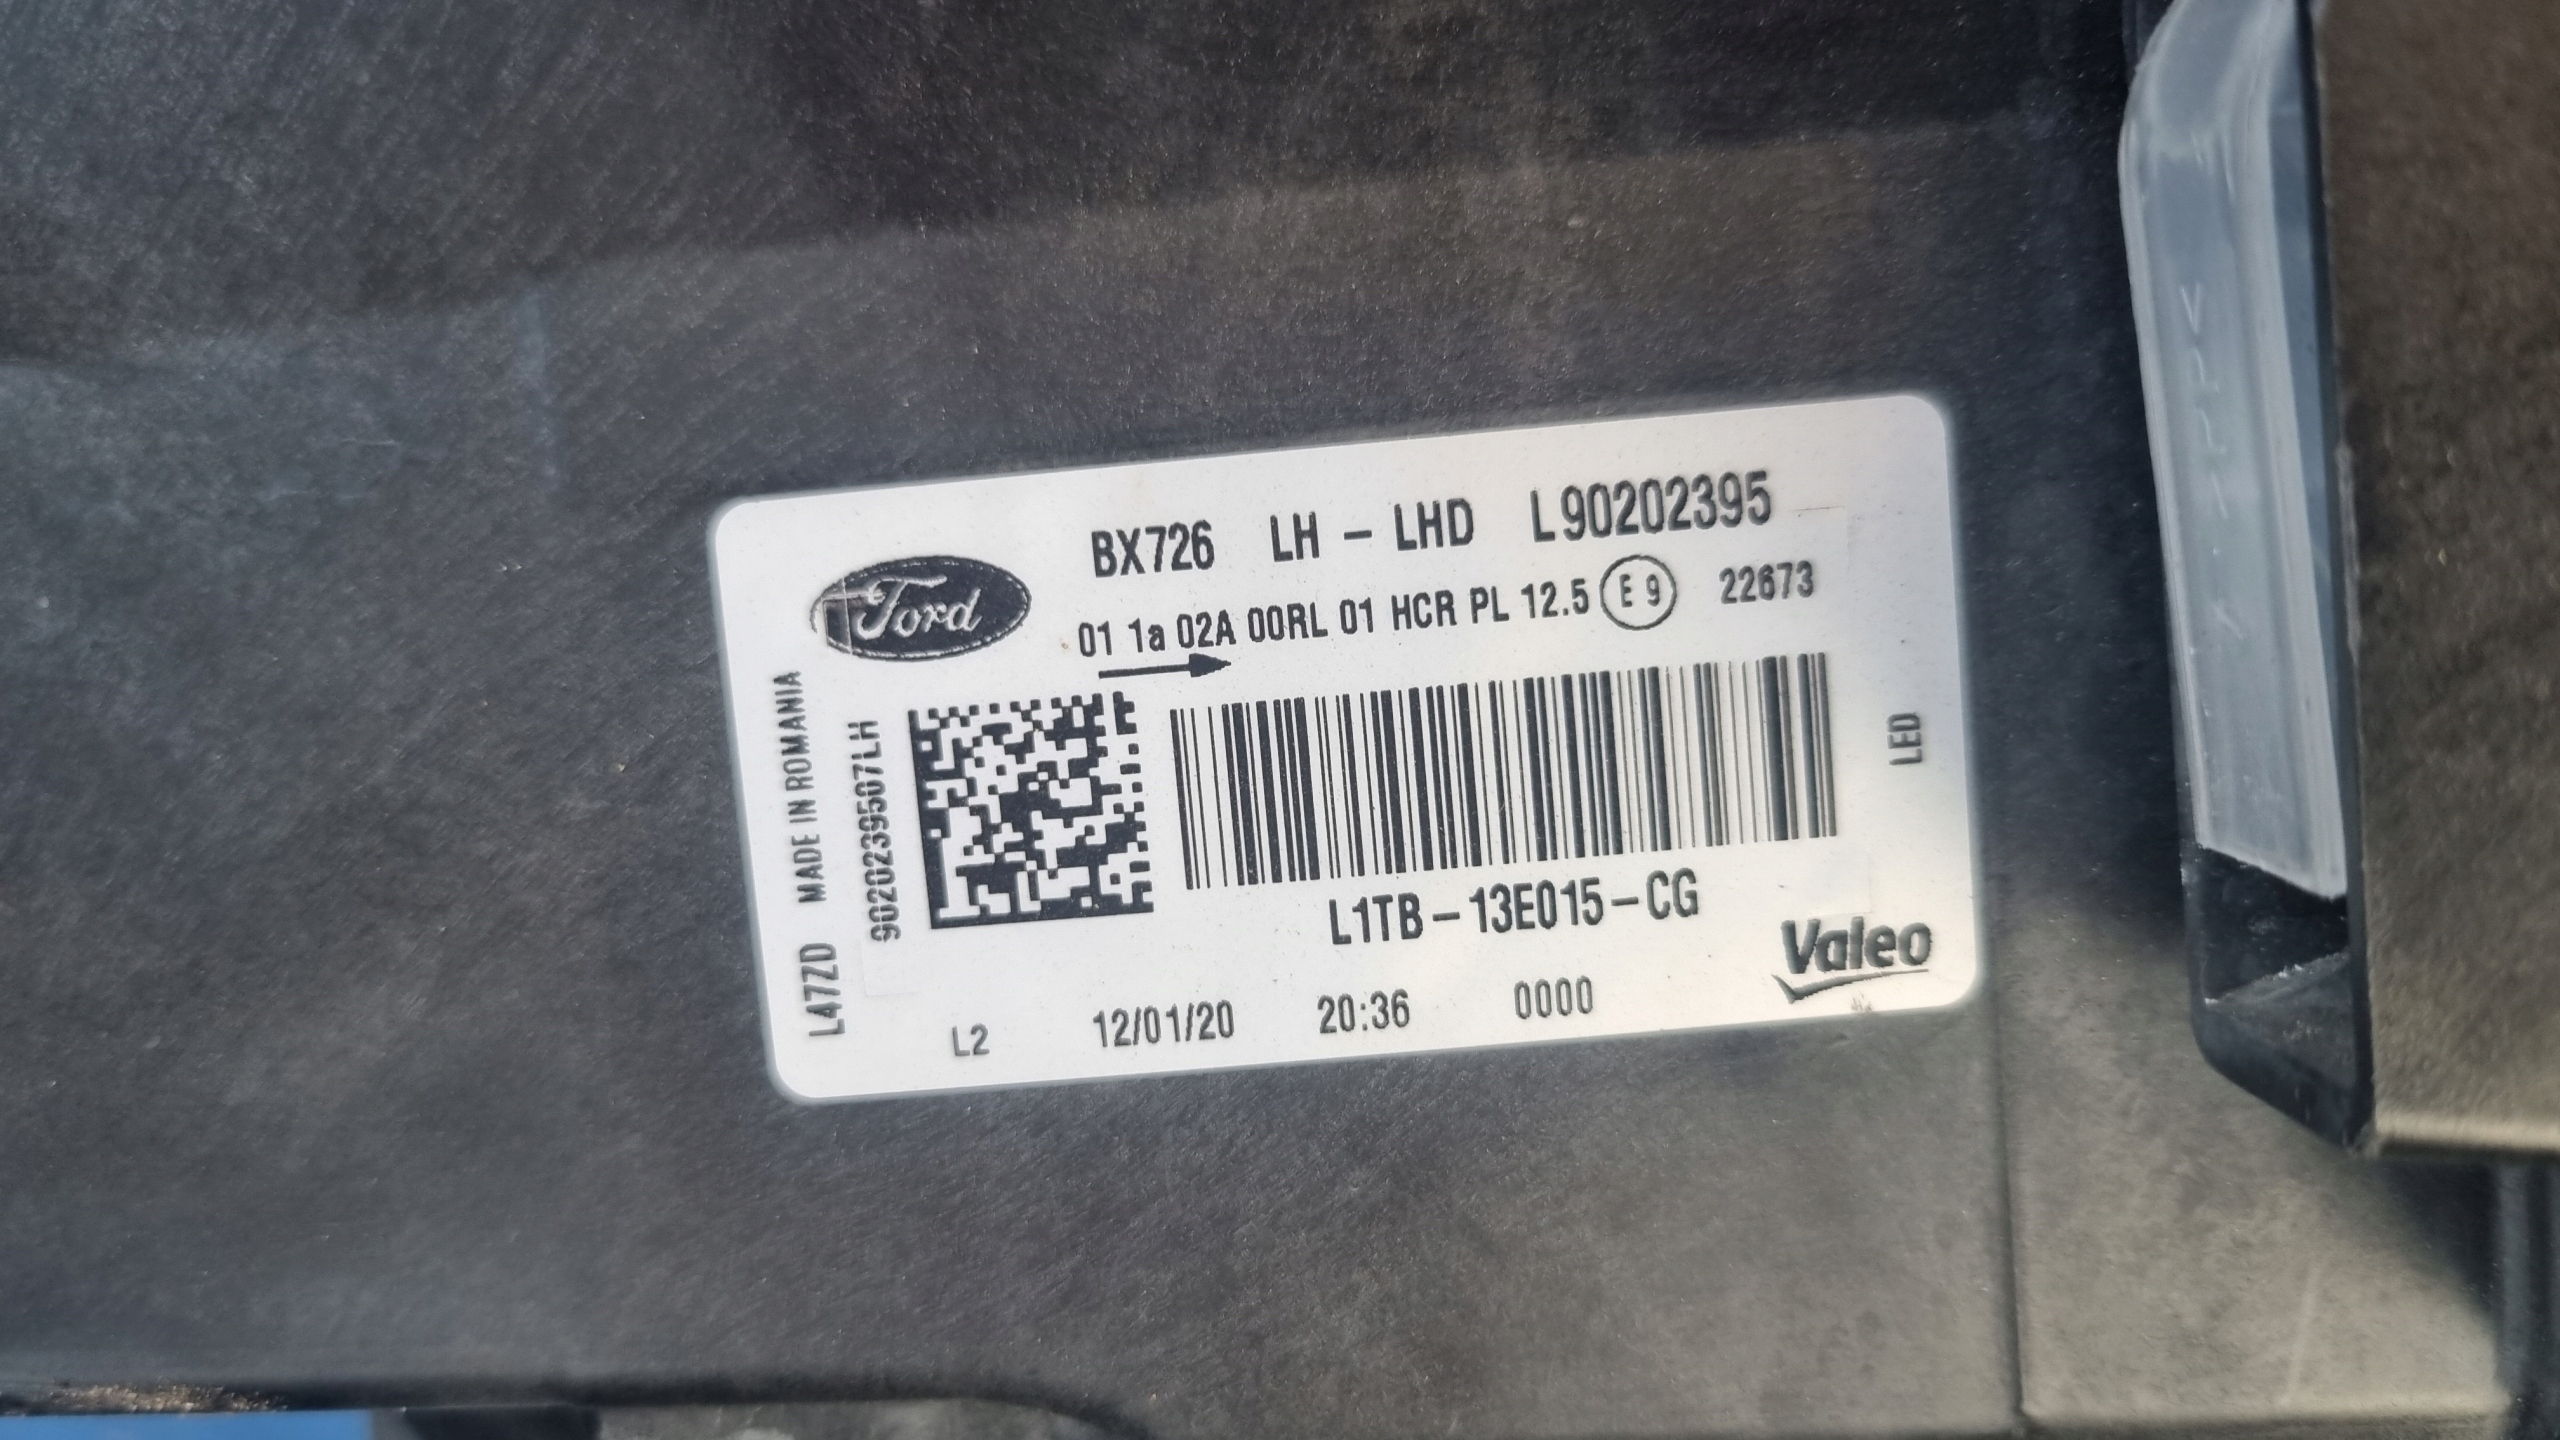 BX726 LH - LHD L90202395
Ford
01 1a 02A 00RL 01 HCR PL 12.5 E 9 22673
L47ZD MADE IN ROMANIA
9020239507LH
LED
L1TB-13E015-CG
Valeo
L2 12/01/20 20:36 0000